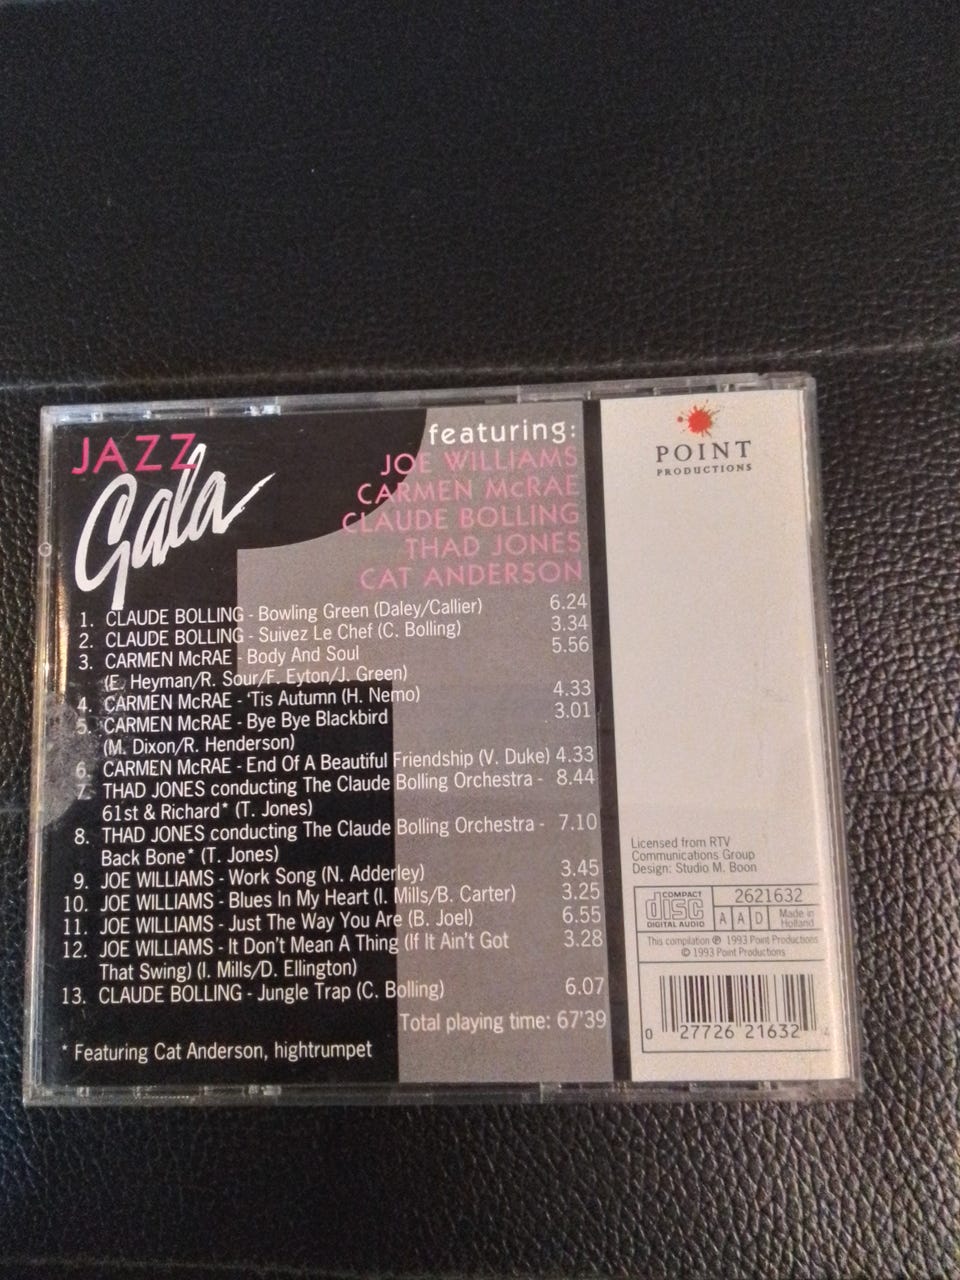 JAZZ
Gala
featuring:
JOE WILLIAMS
CARMEN McRAE
CLAUDE BOLLING
THAD JONES
CAT ANDERSON
1. CLAUDE BOLLING - Bowling Green (Daley/Callier) 6.24
2. CLAUDE BOLLING - Suivez Le Chef (C. Bolling) 3.34
3. CARMEN McRAE - Body And Soul 5.56
(E. Heyman/R. Sour/F. Eyton/J. Green)
4. CARMEN McRAE - 'Tis Autumn (H. Nemo) 4.33
5. CARMEN McRAE - Bye Bye Blackbird 3.01
(M. Dixon/R. Henderson)
6. CARMEN McRAE - End Of A Beautiful Friendship (V. Duke) 4.33
7. THAD JONES conducting The Claude Bolling Orchestra - 8.44
61st & Richard* (T. Jones)
8. THAD JONES conducting The Claude Bolling Orchestra - 7.10
Back Bone* (T. Jones)
9. JOE WILLIAMS - Work Song (N. Adderley) 3.45
10. JOE WILLIAMS - Blues In My Heart (I. Mills/B. Carter) 3.25
11. JOE WILLIAMS - Just The Way You Are (B. Joel) 6.55
12. JOE WILLIAMS - It Don't Mean A Thing (If It Ain't Got 3.28
That Swing) (I. Mills/D. Ellington)
13. CLAUDE BOLLING - Jungle Trap (C. Bolling) 6.07
Total playing time: 67'39
* Featuring Cat Anderson, hightrumpet
POINT
PRODUCTIONS
Licensed from RTV
Communications Group
Design: Studio M. Boon
COMPACT
disc
DIGITAL AUDIO
2621632
A A D
Made in
Holland
This compilation ℗ 1993 Point Productions
© 1993 Point Productions
0 27726 21632 4